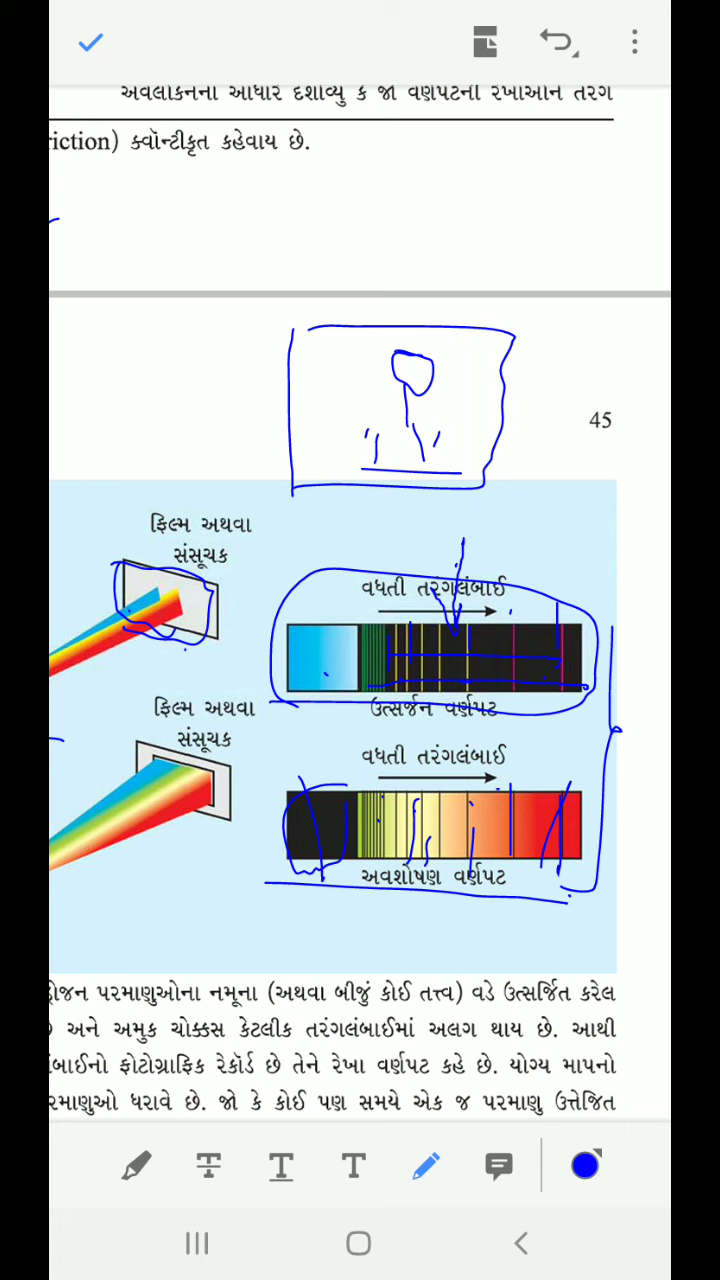 અવલોકનના આધારે દર્શાવ્યું કે જો વર્ણપટની રેખાઓને તરંગ
riction) ક્વૉન્ટીકૃત કહેવાય છે.
45
ફિલ્મ અથવા
સંસૂચક
વધતી તરંગલંબાઈ
ઉત્સર્જન વર્ણપટ
ફિલ્મ અથવા
સંસૂચક
વધતી તરંગલંબાઈ
અવશોષણ વર્ણપટ
ડ્રોજન પરમાણુઓના નમૂના (અથવા બીજું કોઈ તત્ત્વ) વડે ઉત્સર્જિત કરેલ
અને અમુક ચોક્કસ કેટલીક તરંગલંબાઈમાં અલગ થાય છે. આથી
બાઈનો ફોટોગ્રાફિક રેકૉર્ડ છે તેને રેખા વર્ણપટ કહે છે. યોગ્ય માપનો
રમાણુઓ ધરાવે છે. જો કે કોઈ પણ સમયે એક જ પરમાણુ ઉત્તેજિત